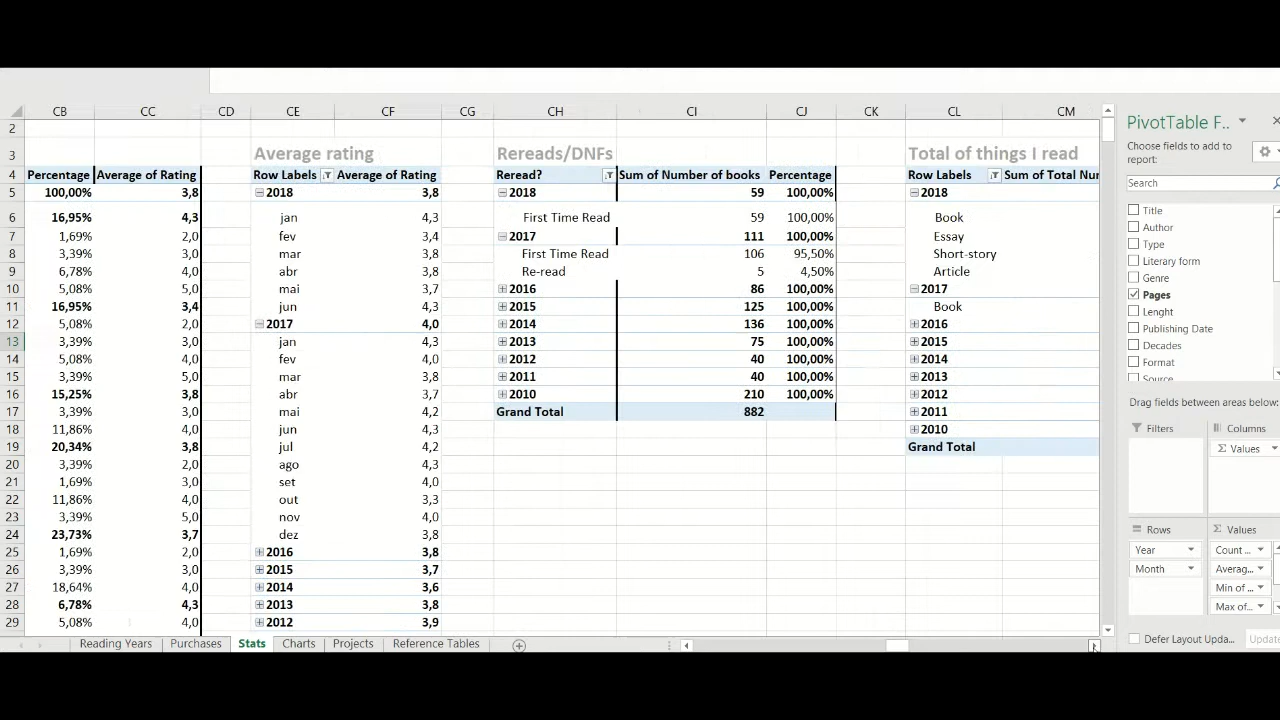 PivotTable F..
Choose fields to add to
report:
Search
CB CC CD CE CF CG CH CI CJ CK CL CM
2
3 Average rating Rereads/DNFs Total of things I read
4 Percentage Average of Rating Row Labels Average of Rating Reread? Sum of Number of books Percentage Row Labels Sum of Total Nun
5 100,00% 3,8 2018 3,8 2018 59 100,00% 2018
6 16,95% 4,3 jan 4,3 First Time Read 59 100,00% Book
7 1,69% 2,0 fev 3,4 2017 111 100,00% Essay
8 3,39% 3,0 mar 3,8 First Time Read 106 95,50% Short-story
9 6,78% 4,0 abr 3,8 Re-read 5 4,50% Article
10 5,08% 5,0 mai 3,7 2016 86 100,00% 2017
11 16,95% 3,4 jun 4,3 2015 125 100,00% Book
12 5,08% 2,0 2017 4,0 2014 136 100,00% 2016
13 3,39% 3,0 jan 4,3 2013 75 100,00% 2015
14 5,08% 4,0 fev 4,0 2012 40 100,00% 2014
15 3,39% 5,0 mar 3,8 2011 40 100,00% 2013
16 15,25% 3,8 abr 3,7 2010 210 100,00% 2012
17 3,39% 3,0 mai 4,2 Grand Total 882 2011
18 11,86% 4,0 jun 4,3 2010
19 20,34% 3,8 jul 4,2 Grand Total
20 3,39% 2,0 ago 4,3
21 1,69% 3,0 set 4,0
22 11,86% 4,0 out 3,3
23 3,39% 5,0 nov 4,0
24 23,73% 3,7 dez 3,8
25 1,69% 2,0 2016 3,8
26 3,39% 3,0 2015 3,7
27 18,64% 4,0 2014 3,6
28 6,78% 4,3 2013 3,8
29 5,08% 5,0 2012 3,9
Title
Author
Type
Literary form
Genre
Pages
Lenght
Publishing Date
Decades
Format
Source
Drag fields between areas below:
Filters Columns
Σ Values
Rows Σ Values
Year Count ...
Month Averag...
Min of ...
Max of...
Defer Layout Upda... Update
Reading Years Purchases Stats Charts Projects Reference Tables